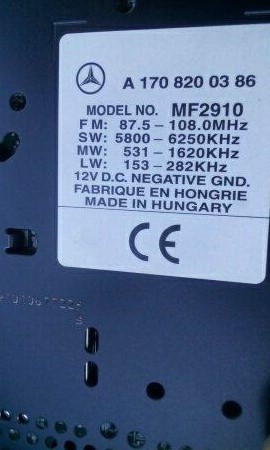 A 170 820 03 86
MODEL NO. MF2910
FM: 87.5 – 108.0MHz
SW: 5800 – 6250KHz
MW: 531 – 1620KHz
LW: 153 – 282KHz
12V D.C. NEGATIVE GND.
FABRIQUE EN HONGRIE
MADE IN HUNGARY
CE